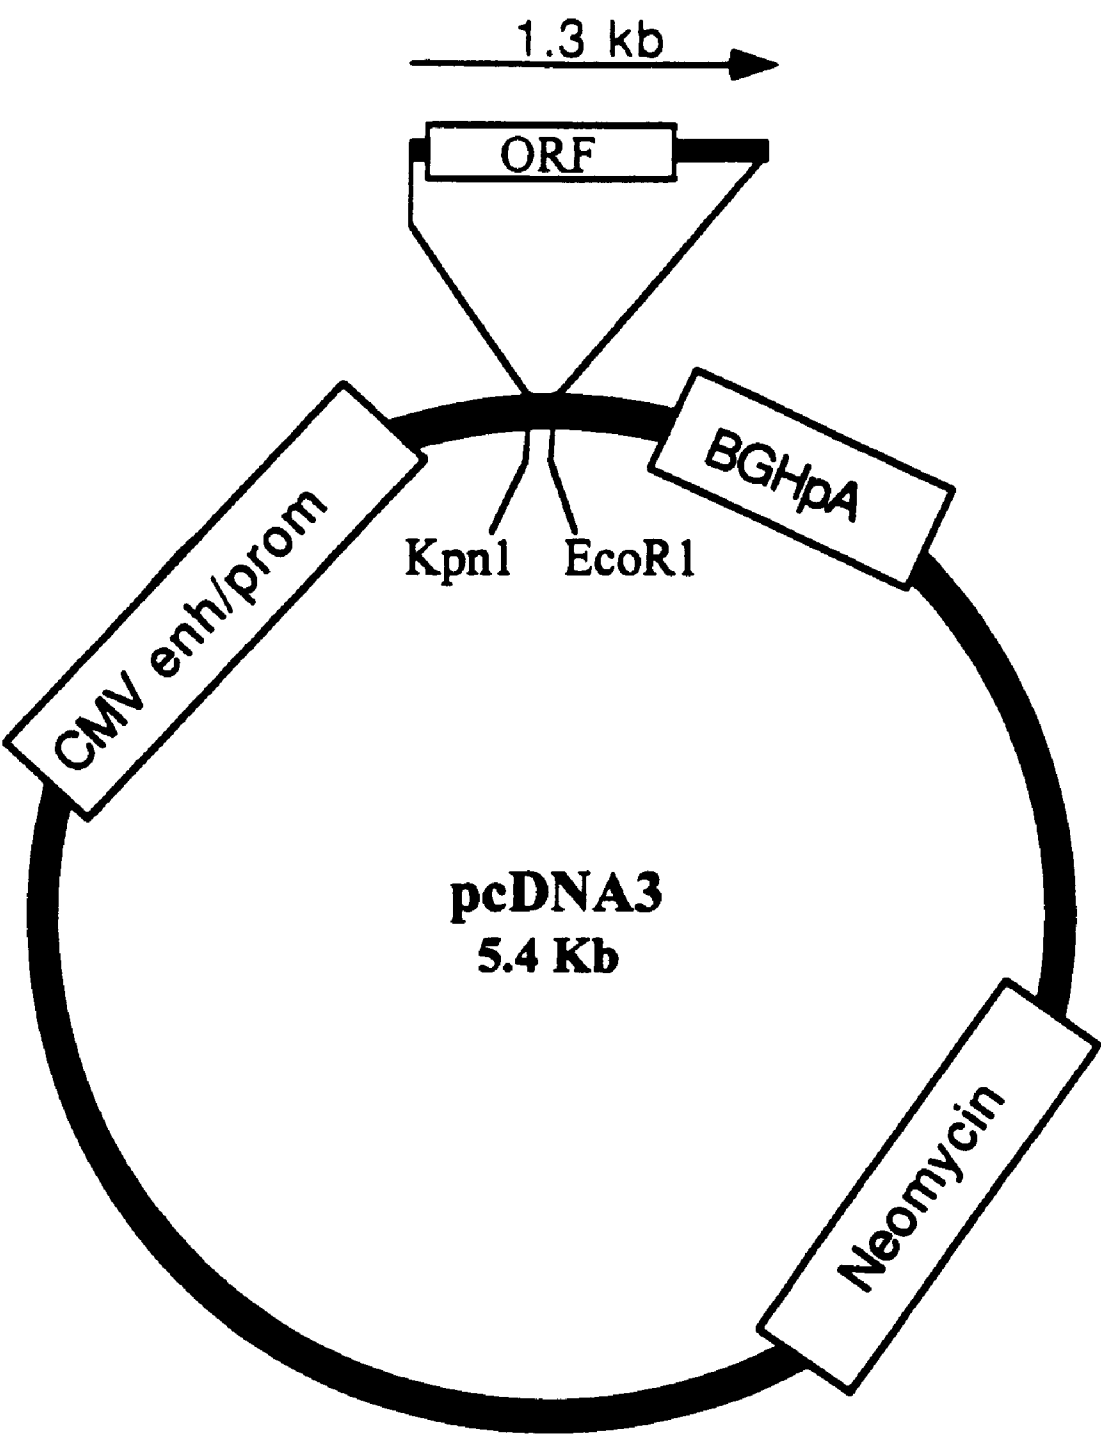 1.3 kb
ORF
BGHpA
CMV enh/prom
Kpn1
EcoR1
pcDNA3
5.4 Kb
Neomycin